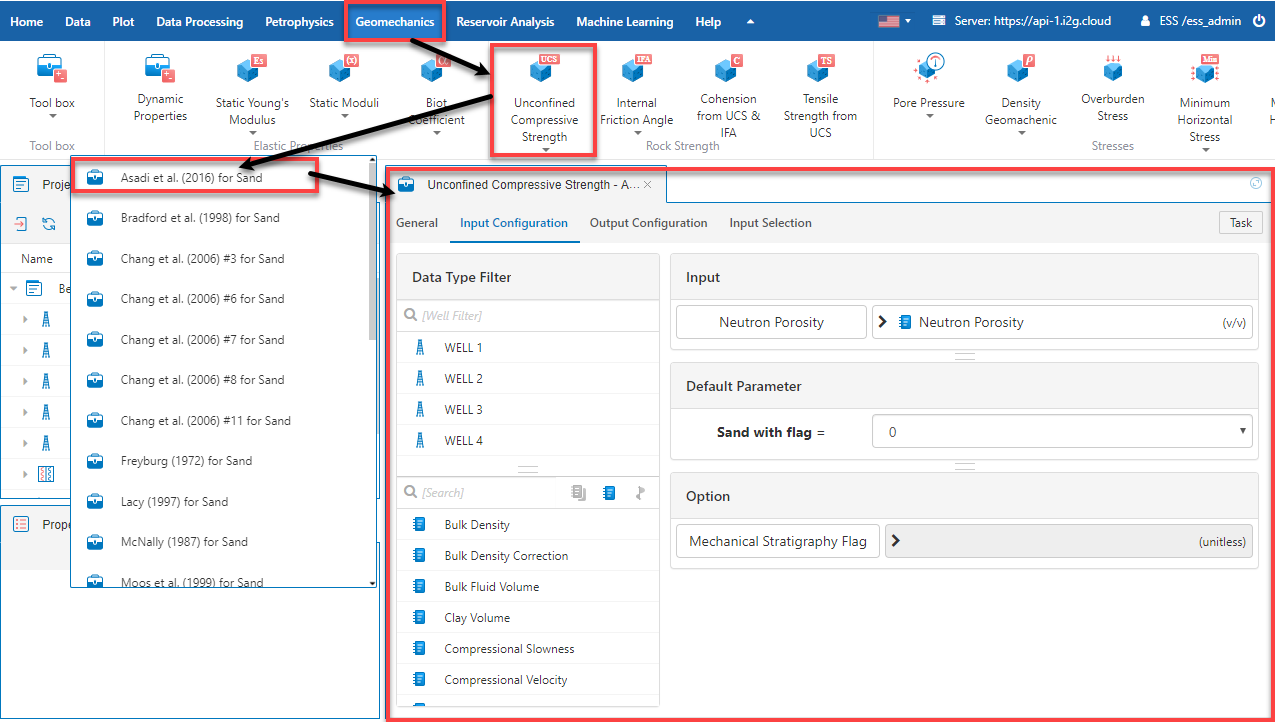 Home Data Plot Data Processing Petrophysics Geomechanics Reservoir Analysis Machine Learning Help Server: https://api-1.i2g.cloud ESS /ess_admin
Es (x) α UCS IFA C TS ρ Min
Tool box
Dynamic
Properties
Static Young's
Modulus
Static Moduli
Biot
Coefficient
Unconfined
Compressive
Strength
Internal
Friction Angle
Cohension
from UCS &
IFA
Tensile
Strength from
UCS
Pore Pressure
Density
Geomachenic
Overburden
Stress
Minimum
Horizontal
Stress
Tool box Elastic Properties Rock Strength Stresses
Proje
Name
Be
Prope
Asadi et al. (2016) for Sand
Bradford et al. (1998) for Sand
Chang et al. (2006) #3 for Sand
Chang et al. (2006) #6 for Sand
Chang et al. (2006) #7 for Sand
Chang et al. (2006) #8 for Sand
Chang et al. (2006) #11 for Sand
Freyburg (1972) for Sand
Lacy (1997) for Sand
McNally (1987) for Sand
Moos et al. (1999) for Sand
Unconfined Compressive Strength - A...
General Input Configuration Output Configuration Input Selection Task
Data Type Filter
[Well Filter]
WELL 1
WELL 2
WELL 3
WELL 4
[Search]
Bulk Density
Bulk Density Correction
Bulk Fluid Volume
Clay Volume
Compressional Slowness
Compressional Velocity
Input
Neutron Porosity Neutron Porosity (v/v)
Default Parameter
Sand with flag = 0
Option
Mechanical Stratigraphy Flag (unitless)